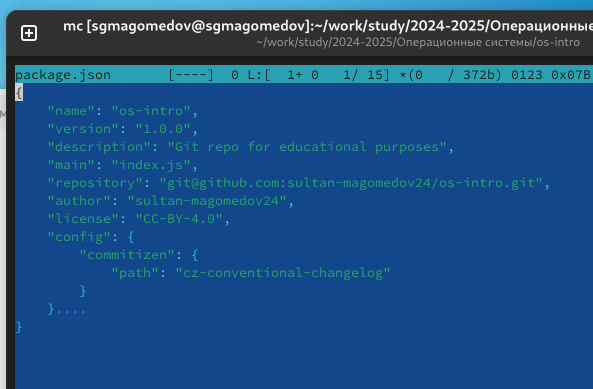 mc [sgmagomedov@sgmagomedov]:~/work/study/2024-2025/Операционные
~/work/study/2024-2025/Операционные системы/os-intro
package.json       [----]  0 L:[  1+ 0   1/ 15] *(0   / 372b) 0123 0x07B
{
    "name": "os-intro",
    "version": "1.0.0",
    "description": "Git repo for educational purposes",
    "main": "index.js",
    "repository": "git@github.com:sultan-magomedov24/os-intro.git",
    "author": "sultan-magomedov24",
    "license": "CC-BY-4.0",
    "config": {
        "commitizen": {
            "path": "cz-conventional-changelog"
        }
    }....
}